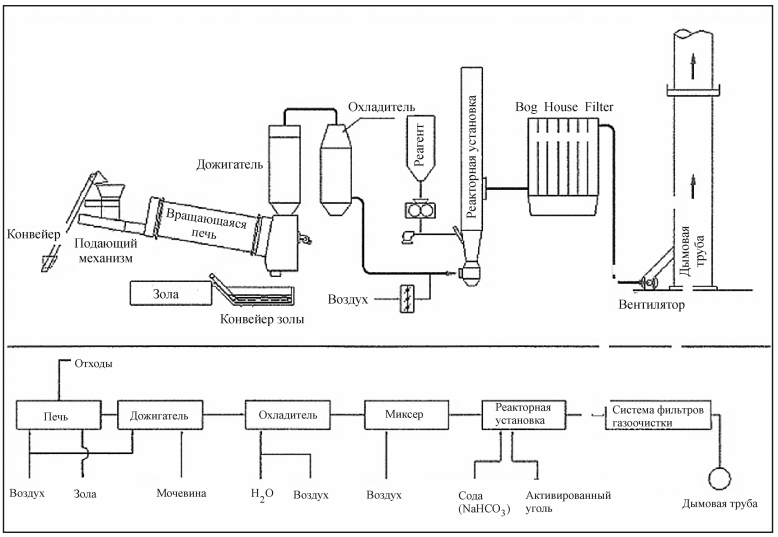 Охладитель
Bog House Filter
Дожигатель
Реагент
Реакторная установка
Вращающаяся
печь
Конвейер
Подающий
механизм
Дымовая
труба
Зола
Воздух
Вентилятор
Конвейер золы
Отходы
Печь
Дожигатель
Охладитель
Миксер
Реакторная
установка
Система фильтров
газоочистки
Воздух
Зола
Мочевина
H2O
Воздух
Воздух
Сода
(NaHCO3)
Активированный
уголь
Дымовая труба